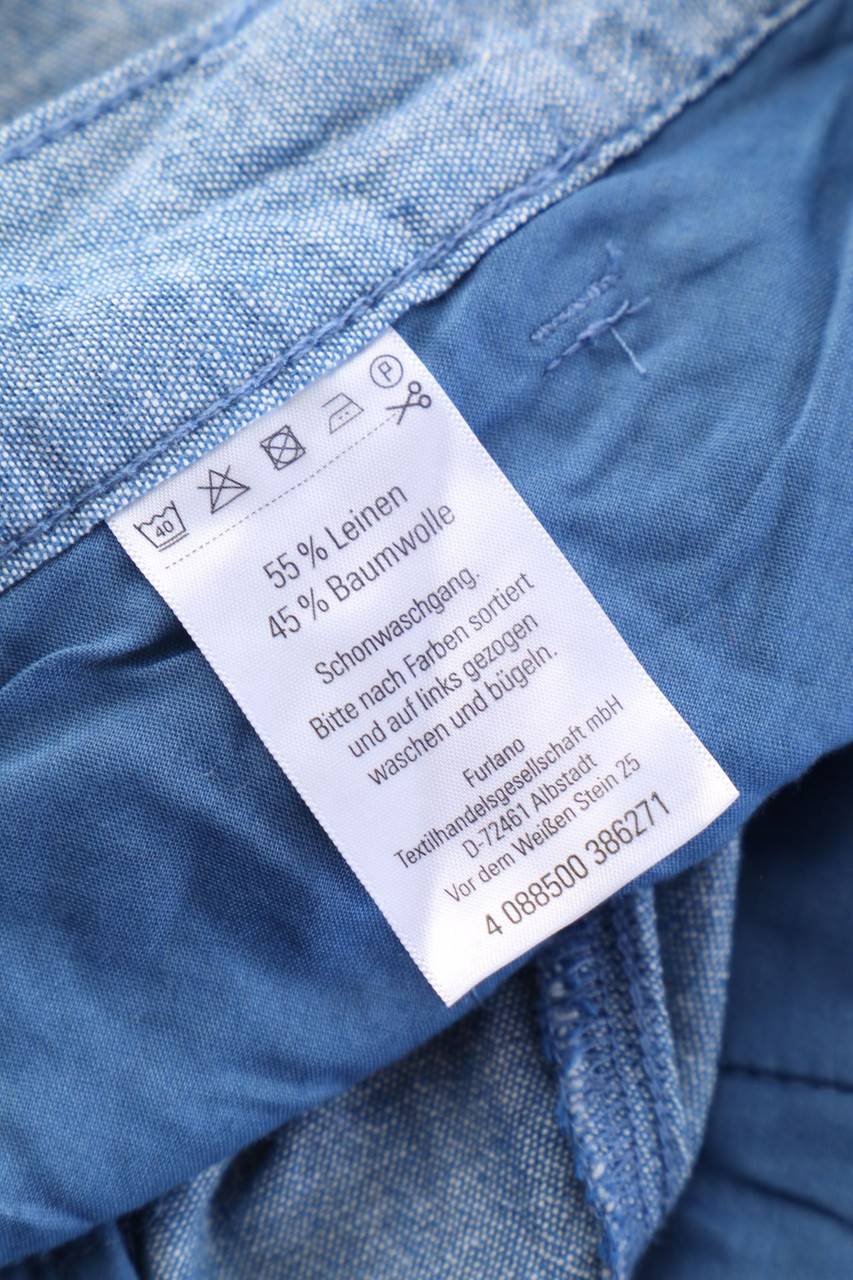 P
40
55 % Leinen
45 % Baumwolle
Schonwaschgang.
Bitte nach Farben sortiert
und auf links gezogen
waschen und bügeln.
Furlano
Textilhandelsgesellschaft mbH
D-72461 Albstadt
Vor dem Weißen Stein 25
4 088500 386271